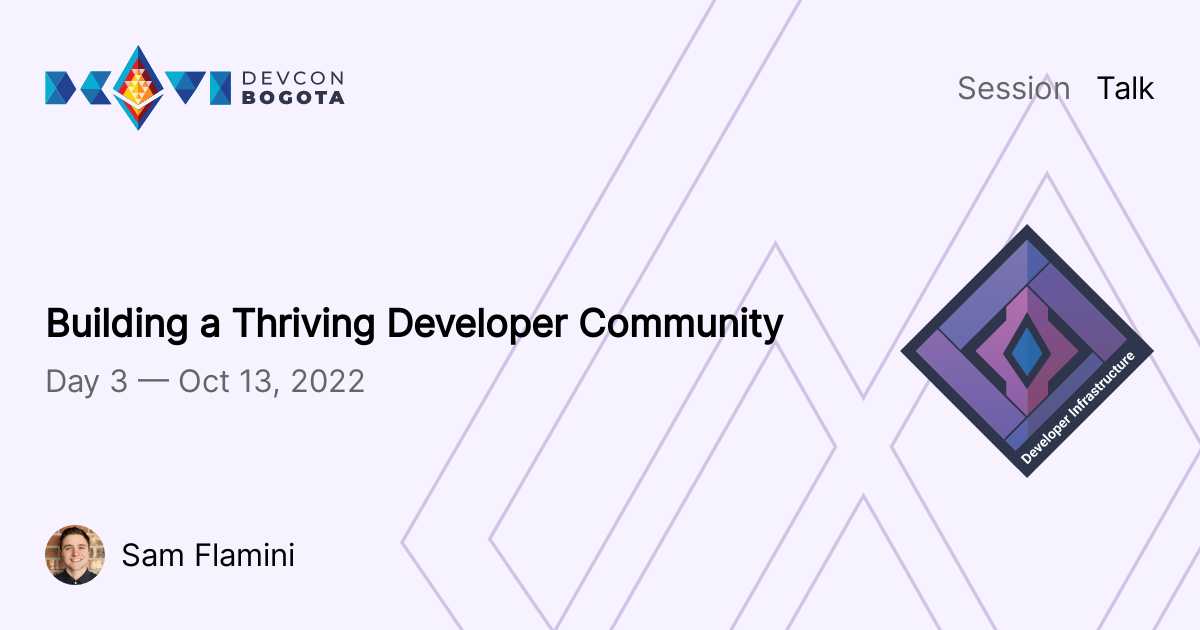 DEVCON
BOGOTA
Session Talk
Building a Thriving Developer Community
Day 3 — Oct 13, 2022
Developer Infrastructure
Sam Flamini